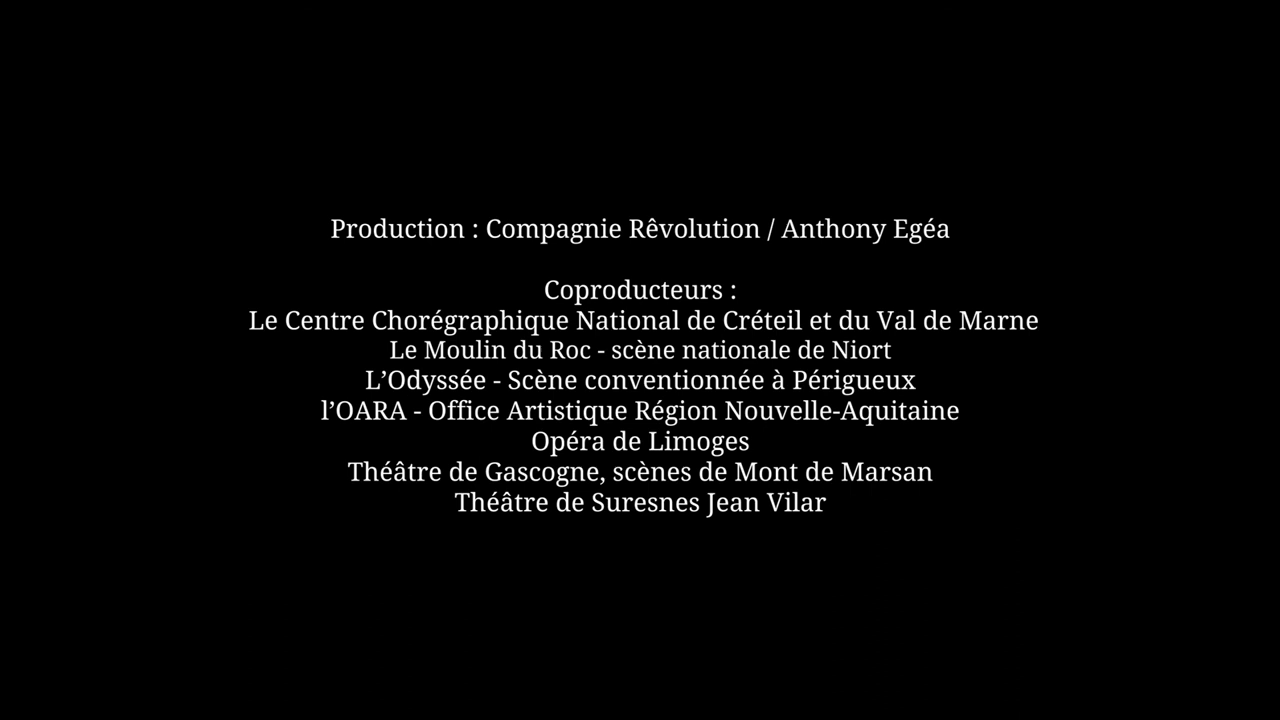 Production : Compagnie Rêvolution / Anthony Egéa
Coproducteurs :
Le Centre Chorégraphique National de Créteil et du Val de Marne
Le Moulin du Roc - scène nationale de Niort
L’Odyssée - Scène conventionnée à Périgueux
l’OARA - Office Artistique Région Nouvelle-Aquitaine
Opéra de Limoges
Théâtre de Gascogne, scènes de Mont de Marsan
Théâtre de Suresnes Jean Vilar